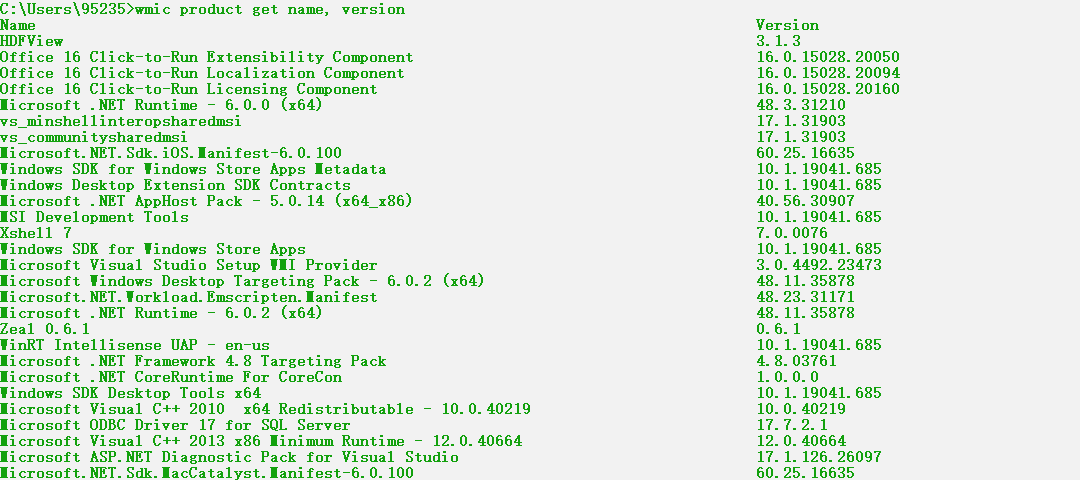 C:\Users\95235>wmic product get name, version
Name Version
HDFView 3.1.3
Office 16 Click-to-Run Extensibility Component 16.0.15028.20050
Office 16 Click-to-Run Localization Component 16.0.15028.20094
Office 16 Click-to-Run Licensing Component 16.0.15028.20160
Microsoft .NET Runtime - 6.0.0 (x64) 48.3.31210
vs_minshellinteropsharedmsi 17.1.31903
vs_communitysharedmsi 17.1.31903
Microsoft.NET.Sdk.iOS.Manifest-6.0.100 60.25.16635
Windows SDK for Windows Store Apps Metadata 10.1.19041.685
Windows Desktop Extension SDK Contracts 10.1.19041.685
Microsoft .NET AppHost Pack - 5.0.14 (x64_x86) 40.56.30907
MSI Development Tools 10.1.19041.685
Xshell 7 7.0.0076
Windows SDK for Windows Store Apps 10.1.19041.685
Microsoft Visual Studio Setup WMI Provider 3.0.4492.23473
Microsoft Windows Desktop Targeting Pack - 6.0.2 (x64) 48.11.35878
Microsoft.NET.Workload.Emscripten.Manifest 48.23.31171
Microsoft .NET Runtime - 6.0.2 (x64) 48.11.35878
Zeal 0.6.1 0.6.1
WinRT Intellisense UAP - en-us 10.1.19041.685
Microsoft .NET Framework 4.8 Targeting Pack 4.8.03761
Microsoft .NET CoreRuntime For CoreCon 1.0.0.0
Windows SDK Desktop Tools x64 10.1.19041.685
Microsoft Visual C++ 2010  x64 Redistributable - 10.0.40219 10.0.40219
Microsoft ODBC Driver 17 for SQL Server 17.7.2.1
Microsoft Visual C++ 2013 x86 Minimum Runtime - 12.0.40664 12.0.40664
Microsoft ASP.NET Diagnostic Pack for Visual Studio 17.1.126.26097
Microsoft.NET.Sdk.MacCatalyst.Manifest-6.0.100 60.25.16635